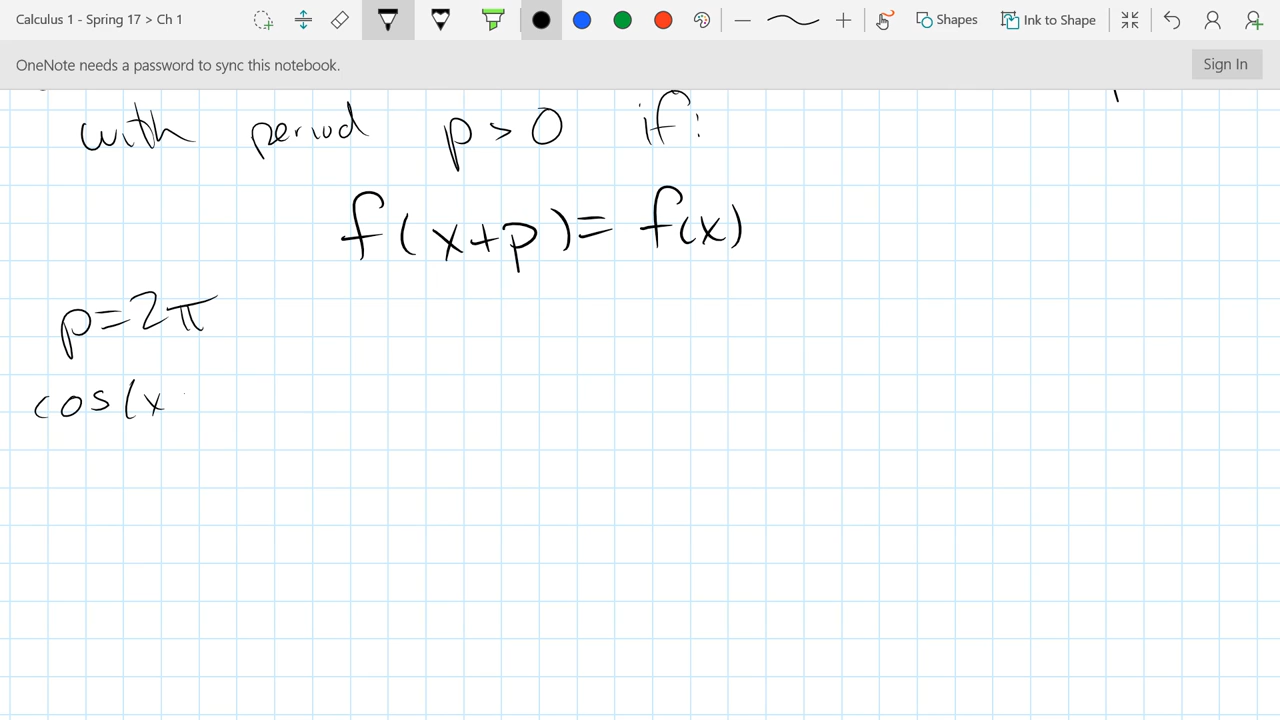 Calculus 1 - Spring 17 > Ch 1
Shapes
Ink to Shape
OneNote needs a password to sync this notebook.
Sign In
with period p > 0 if:
f(x+p) = f(x)
p = 2π
cos(x